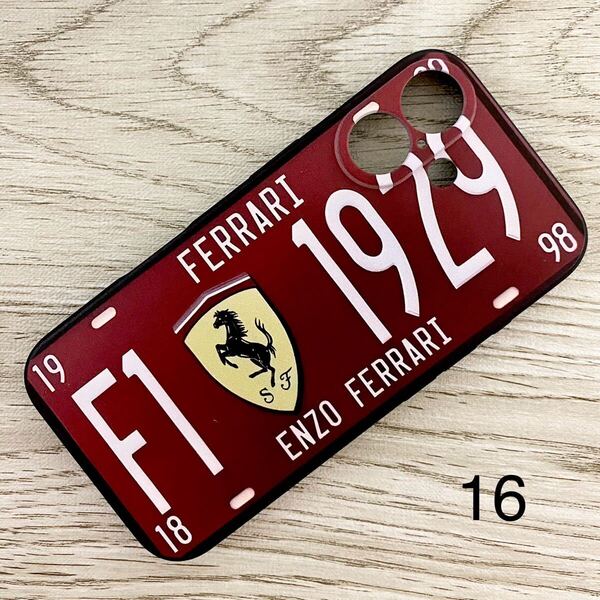 FERRARI
19
98
F1 1929
S F
ENZO FERRARI
18
16